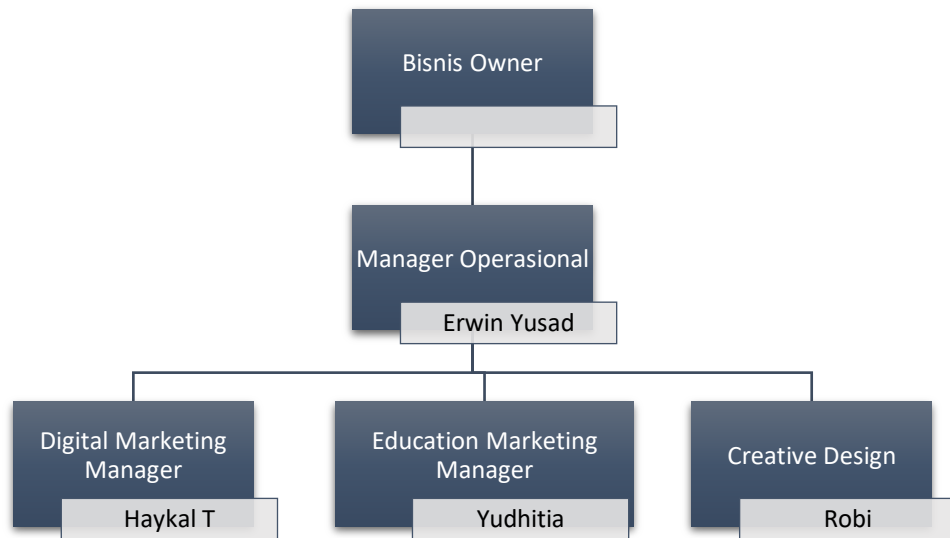 Bisnis Owner
Manager Operasional
Erwin Yusad
Digital Marketing
Manager
Haykal T
Education Marketing
Manager
Yudhitia
Creative Design
Robi